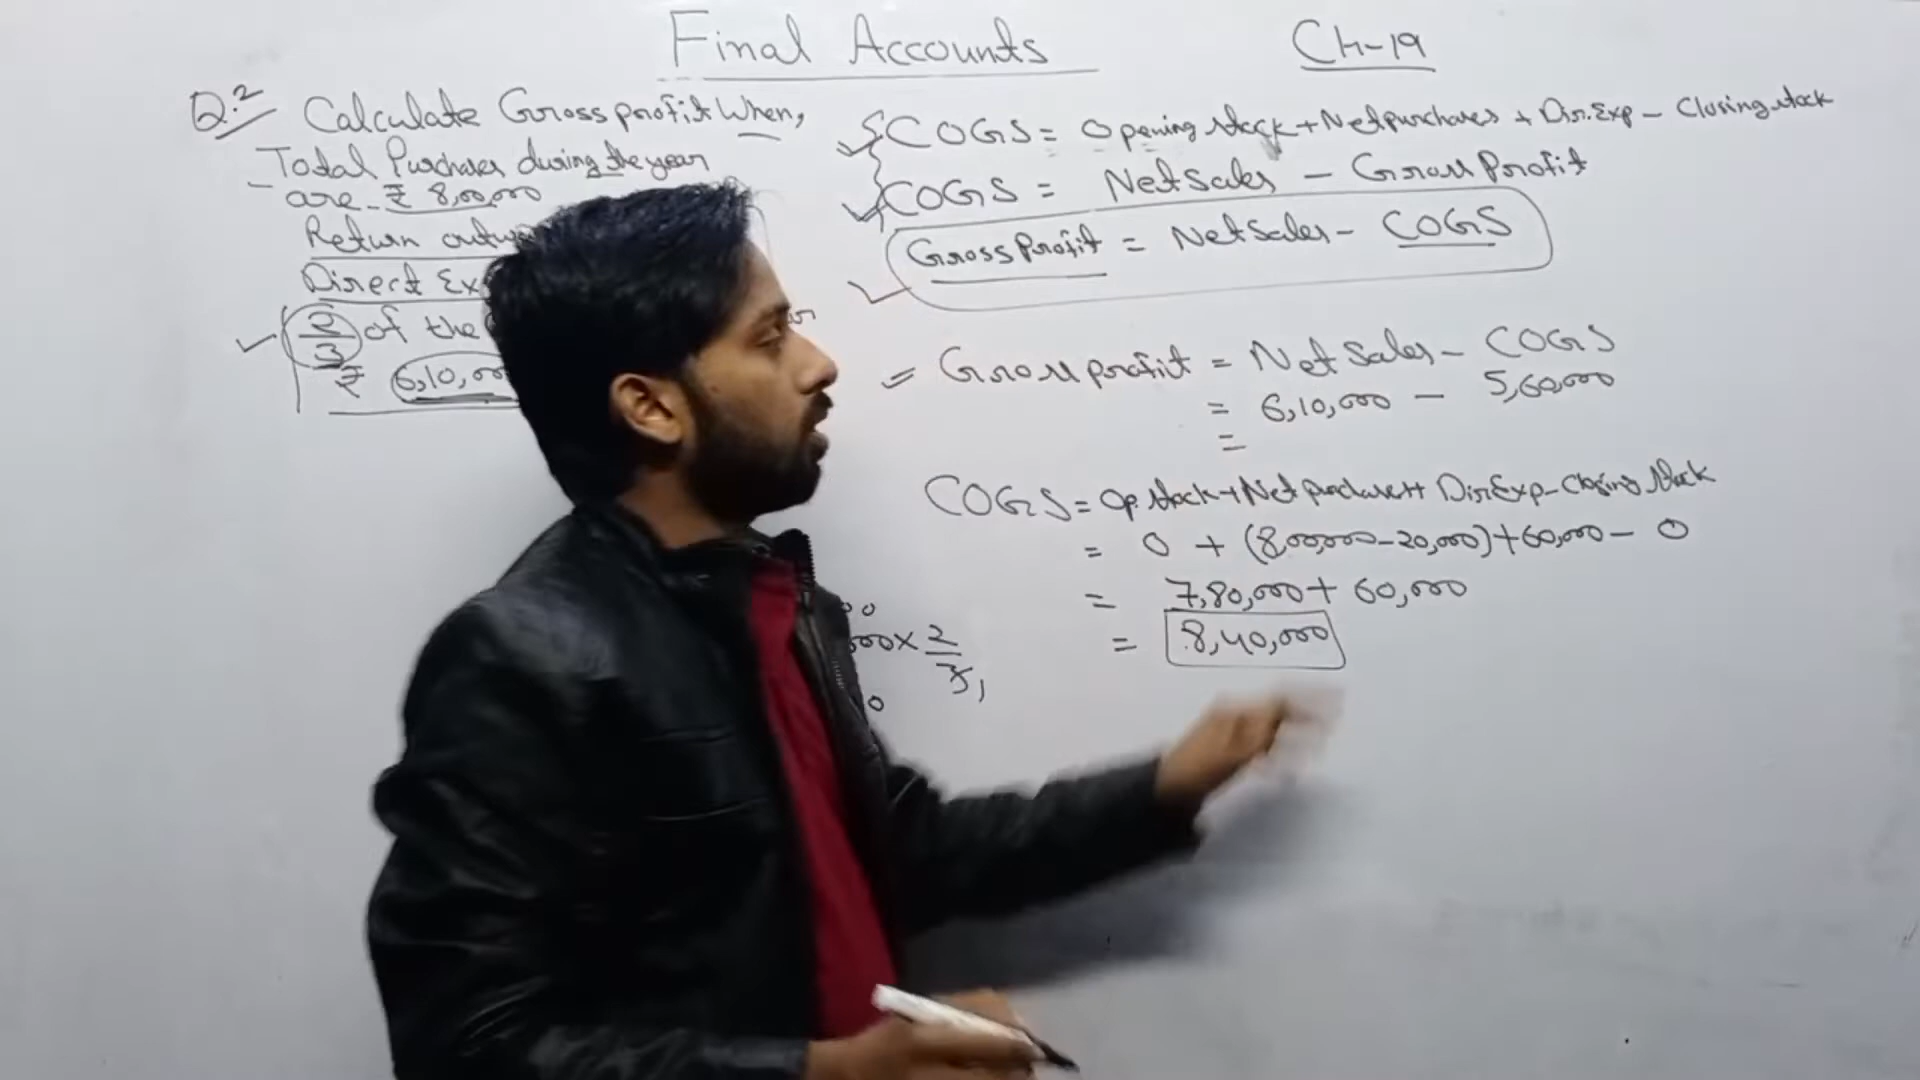 Final Accounts
Ch-19
Q.2 Calculate Gross profit When,
Total Purchases during the year
are ₹ 8,00,000
Return outw
Direct Ex
2/3 of the
₹ 6,10,000
COGS = Opening stock + Net purchases + Dir. Exp - Closing stock
COGS = Net Sales - Gross Profit
Gross Profit = Net Sales - COGS
= Gross profit = Net Sales - COGS
= 6,10,000 - 5,60,000
=
COGS = Op. stock + Net purchase + Dir. Exp - Closing stock
= 0 + (8,00,000 - 20,000) + 60,000 - 0
= 7,80,000 + 60,000
= 8,40,000
000 × 2/3